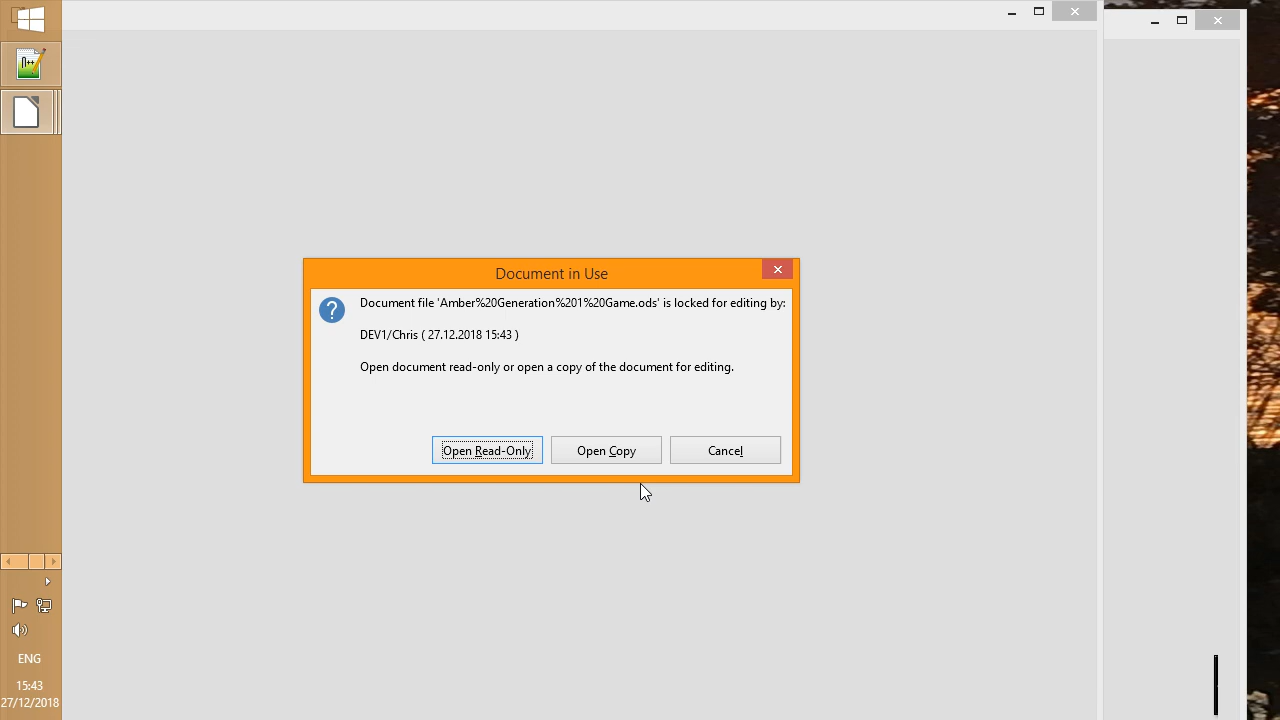 Document in Use
Document file 'Amber%20Generation%201%20Game.ods' is locked for editing by:
DEV1/Chris ( 27.12.2018 15:43 )
Open document read-only or open a copy of the document for editing.
Open Read-Only
Open Copy
Cancel
ENG
15:43
27/12/2018